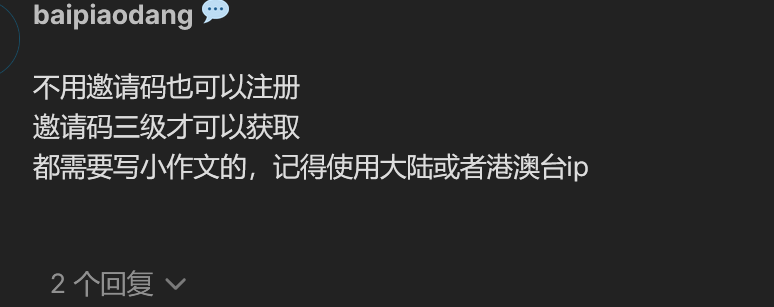 baipiaodang 💬
不用邀请码也可以注册
邀请码三级才可以获取
都需要写小作文的，记得使用大陆或者港澳台ip
2 个回复